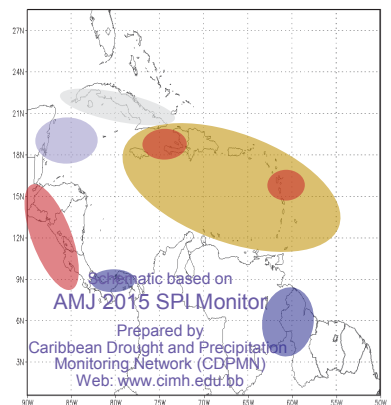 27N
24N
21N
18N
15N
12N
9N
6N
3N
Schematic based on
AMJ 2015 SPI Monitor
Prepared by
Caribbean Drought and Precipitation
Monitoring Network (CDPMN)
Web: www.cimh.edu.bb
90W 85W 80W 75W 70W 65W 60W 55W 50W